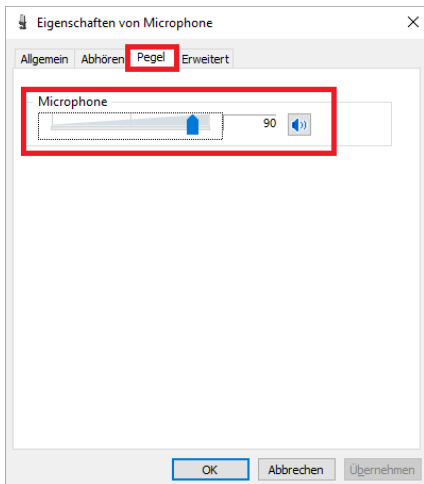 Eigenschaften von Microphone
Allgemein Abhören Pegel Erweitert
Microphone
90
OK Abbrechen Übernehmen